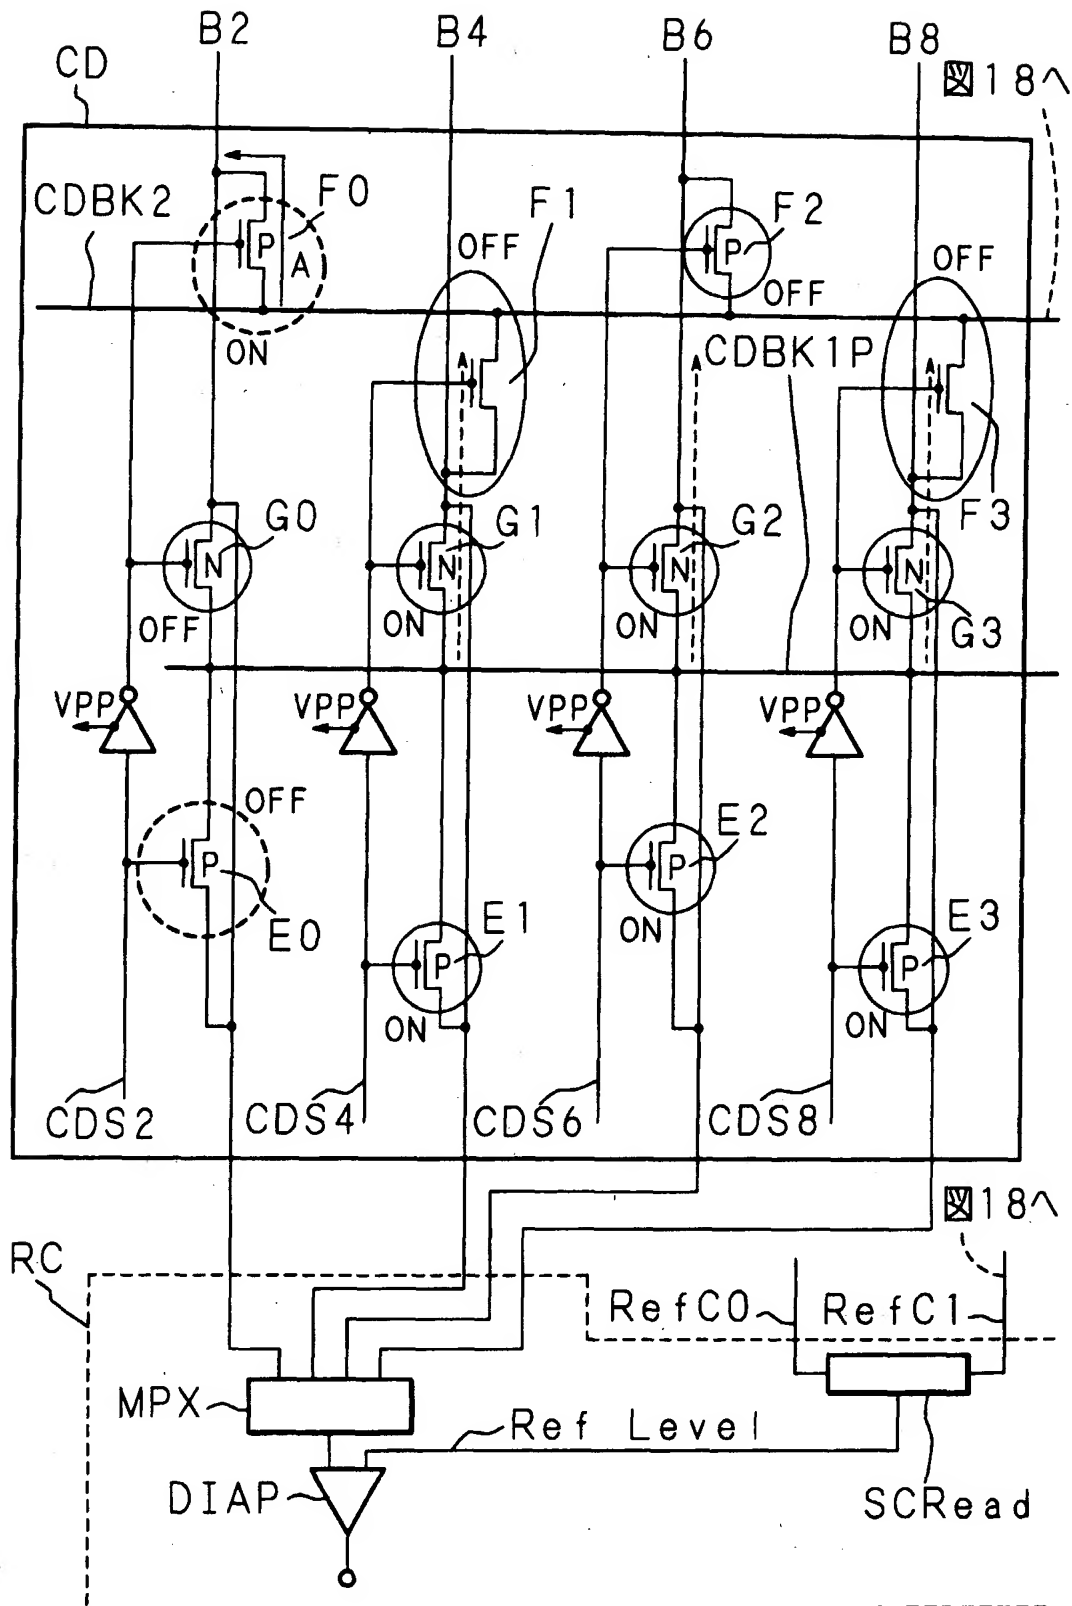 B2 B4 B6 B8
CD 図18へ
CDBK2 F0 F1 F2
P A OFF P OFF
OFF
ON CDBK1P
G0 G1 G2 F3
N N N N
OFF ON ON ON G3
VPP VPP VPP VPP
OFF E2
P P
E0 E1 ON E3
P P
ON ON
CDS2 CDS4 CDS6 CDS8
図18へ
RC
RefC0 RefC1
MPX
Ref Level
DIAP SCRead